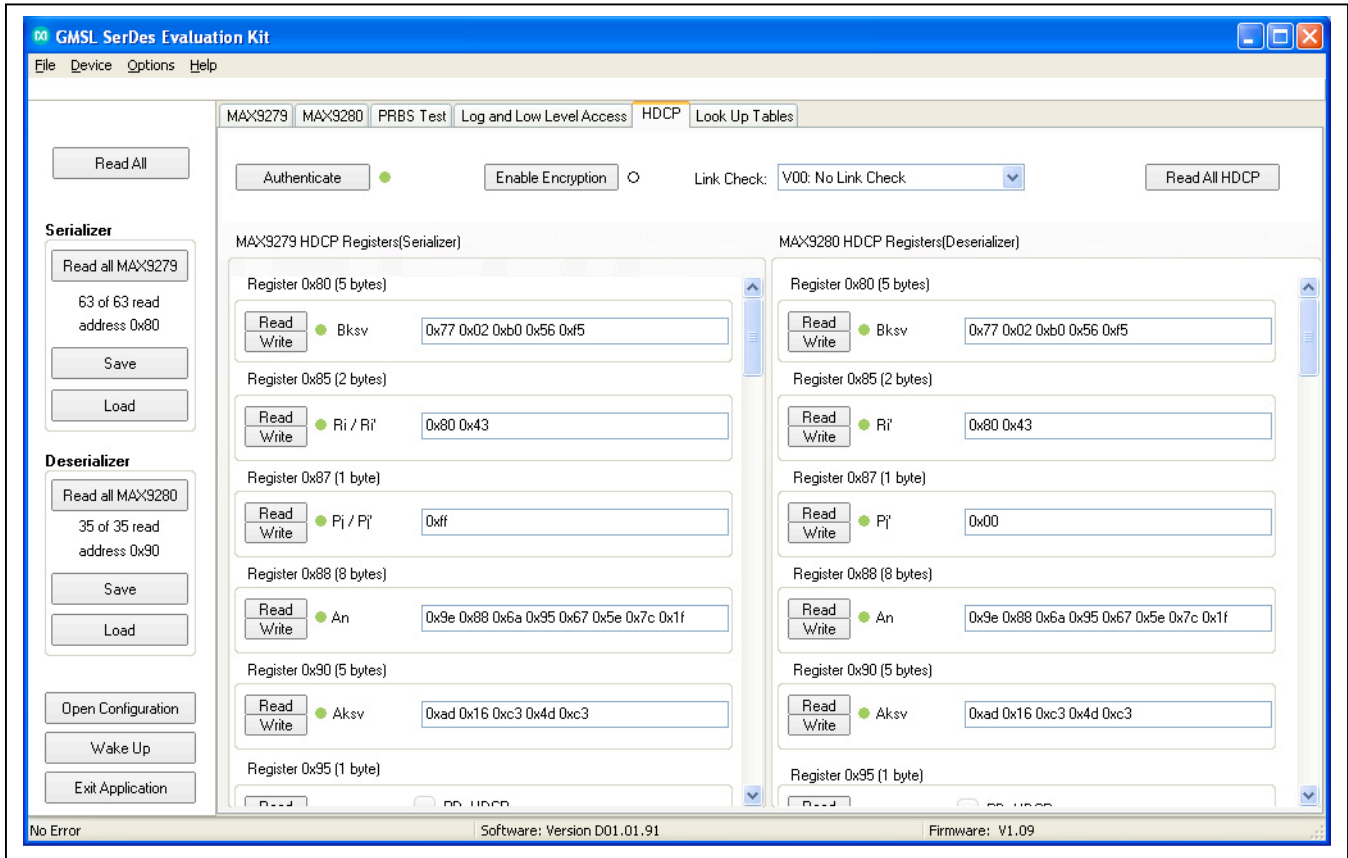 GMSL SerDes Evaluation Kit
File Device Options Help
MAX9279 MAX9280 PRBS Test Log and Low Level Access HDCP Look Up Tables
Read All
Authenticate Enable Encryption Link Check: V00: No Link Check Read All HDCP
Serializer
Read all MAX9279
63 of 63 read
address 0x80
Save
Load
Deserializer
Read all MAX9280
35 of 35 read
address 0x90
Save
Load
Open Configuration
Wake Up
Exit Application
MAX9279 HDCP Registers(Serializer)
Register 0x80 (5 bytes)
Read
Write
Bksv 0x77 0x02 0xb0 0x56 0xf5
Register 0x85 (2 bytes)
Read
Write
Ri / Ri' 0x80 0x43
Register 0x87 (1 byte)
Read
Write
Pj / Pj' 0xff
Register 0x88 (8 bytes)
Read
Write
An 0x9e 0x88 0x6a 0x95 0x67 0x5e 0x7c 0x1f
Register 0x90 (5 bytes)
Read
Write
Aksv 0xad 0x16 0xc3 0x4d 0xc3
Register 0x95 (1 byte)
Read PD_HDCP
MAX9280 HDCP Registers(Deserializer)
Register 0x80 (5 bytes)
Read
Write
Bksv 0x77 0x02 0xb0 0x56 0xf5
Register 0x85 (2 bytes)
Read
Write
Ri' 0x80 0x43
Register 0x87 (1 byte)
Read
Write
Pj' 0x00
Register 0x88 (8 bytes)
Read
Write
An 0x9e 0x88 0x6a 0x95 0x67 0x5e 0x7c 0x1f
Register 0x90 (5 bytes)
Read
Write
Aksv 0xad 0x16 0xc3 0x4d 0xc3
Register 0x95 (1 byte)
Read PD_HDCP
No Error Software: Version D01.01.91 Firmware: V1.09